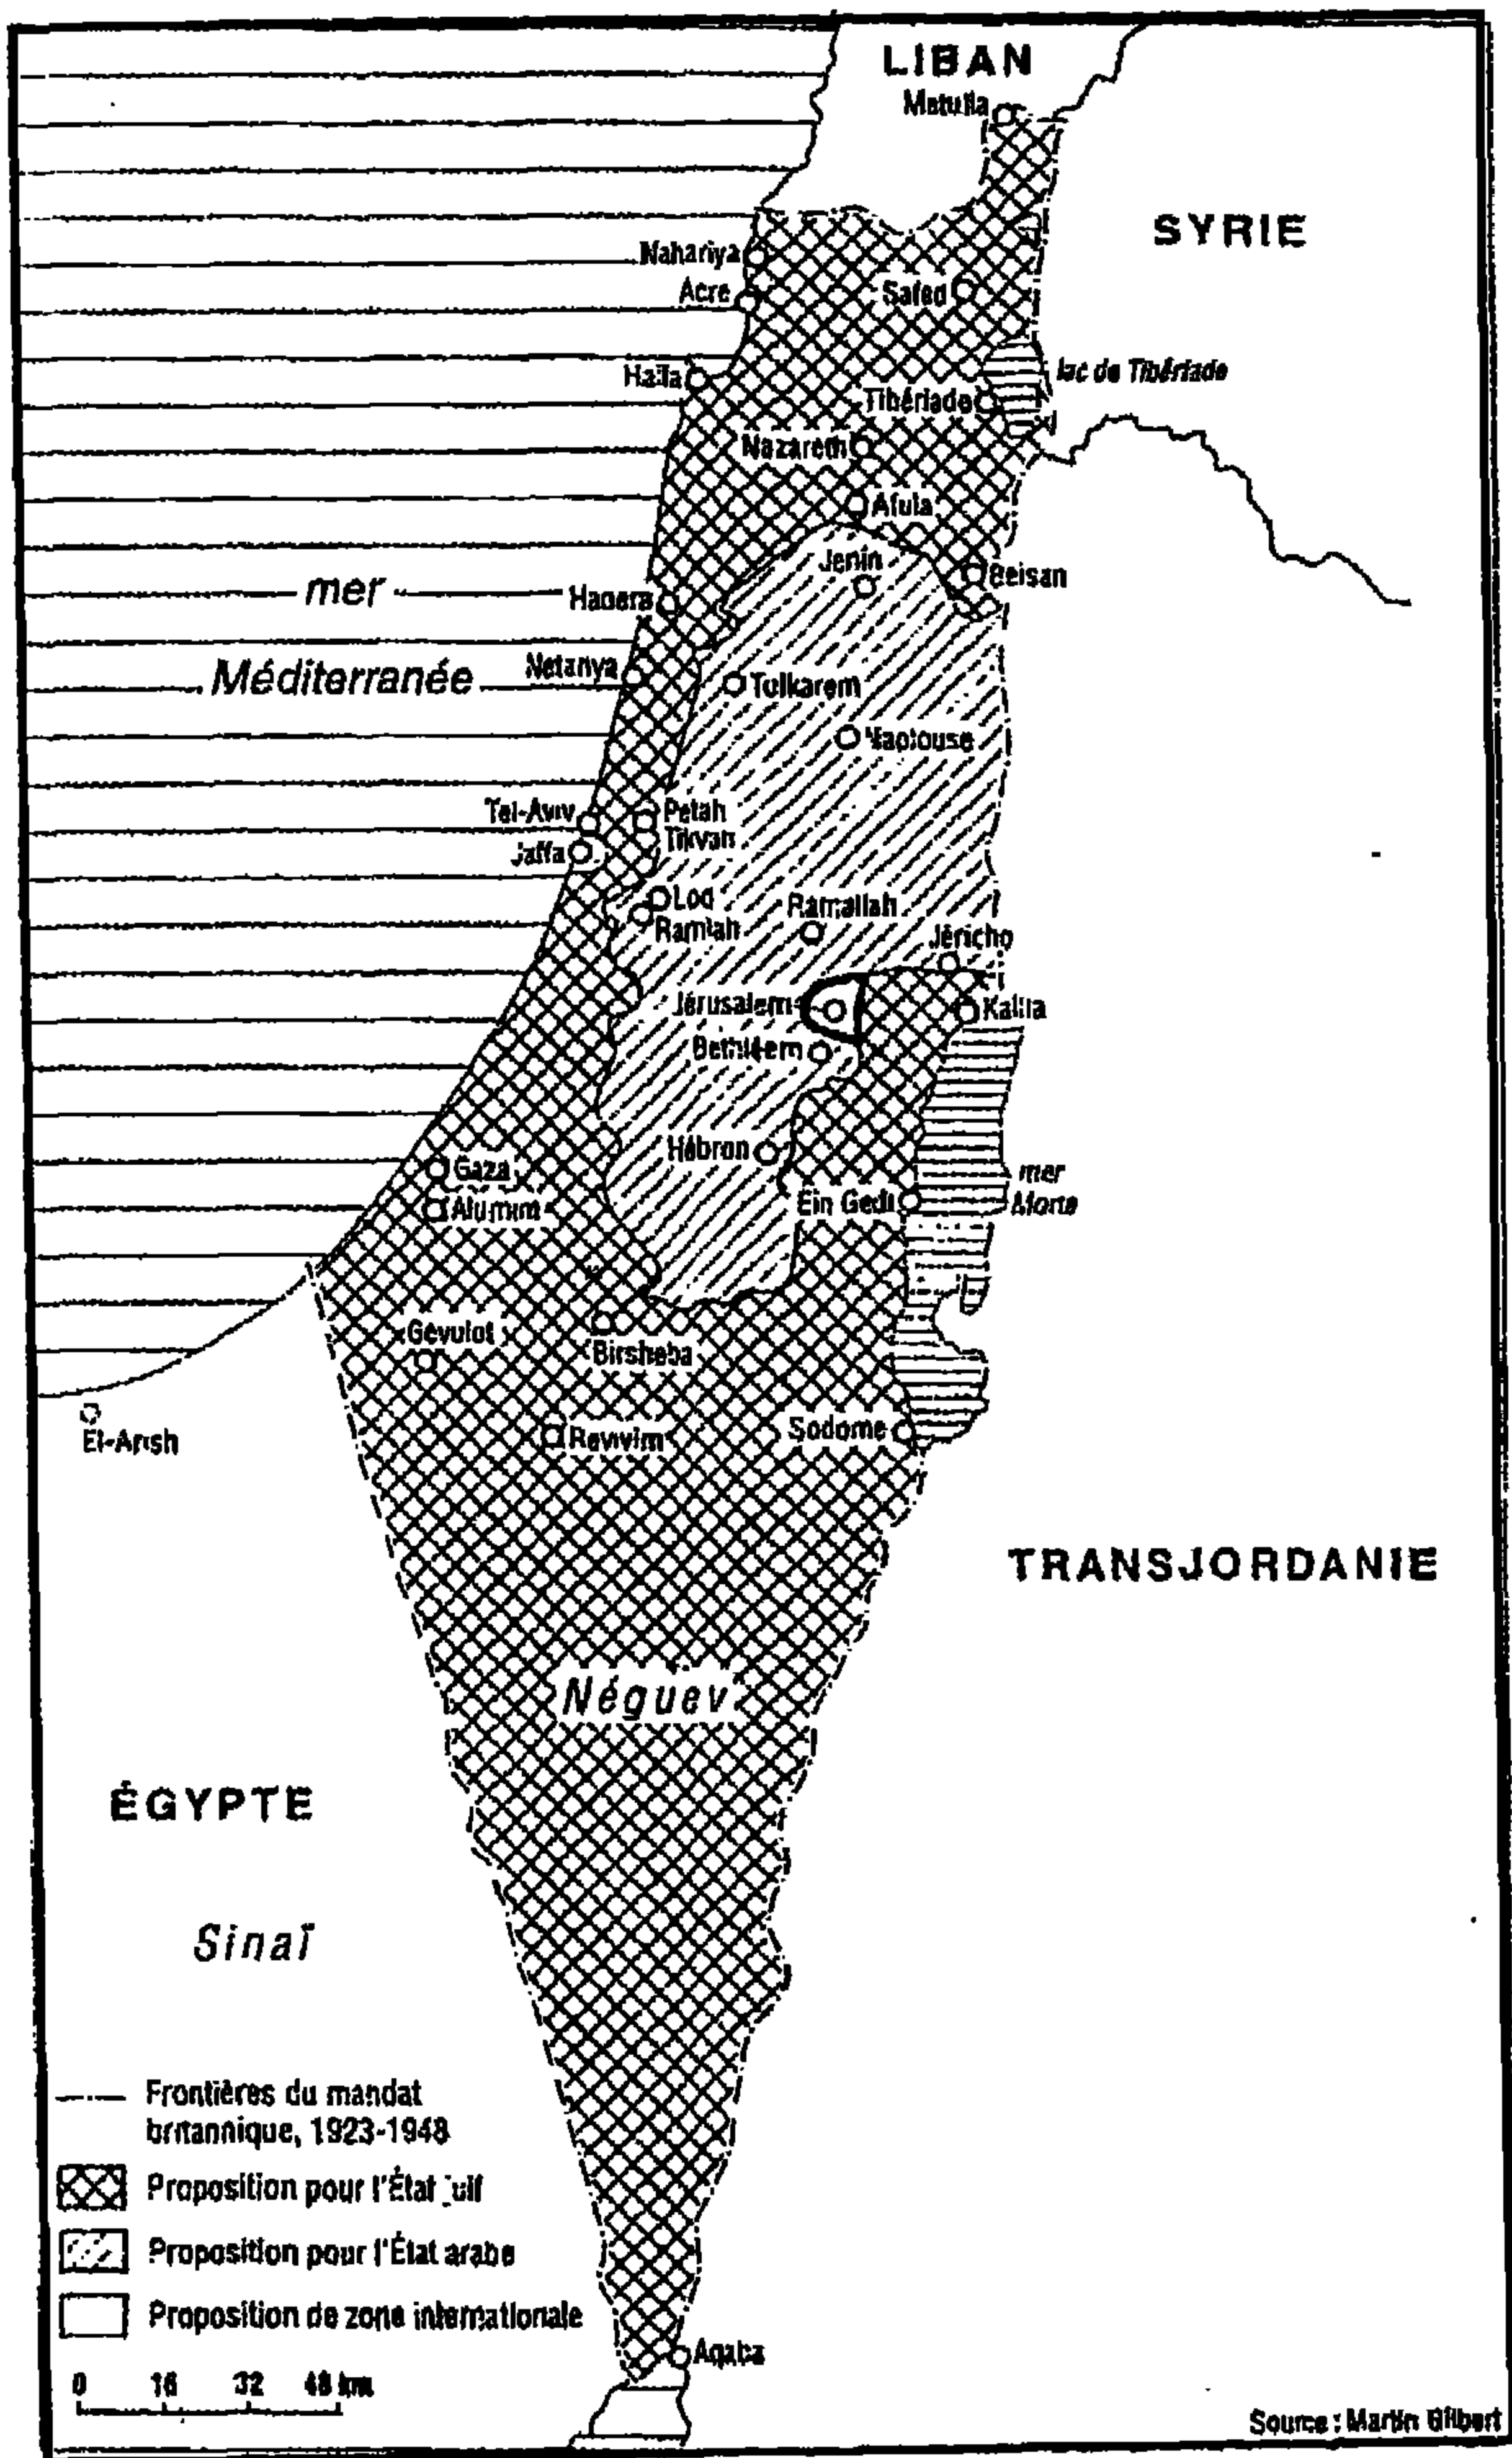 LIBAN
Metulla
SYRIE
Nahariya
Acre
Safed
Haifa
lac de Tibériade
Tibériade
Nazareth
Afula
Jenin
Beisan
mer
Hadera
Méditerranée
Netanya
Tulkarem
Naplouse
Tel-Aviv
Petah
Tikvah
Jaffa
Lod
Ramlah
Ramallah
Jéricho
Jérusalem
Kallia
Bethléem
Hébron
mer
Morte
Gaza
Alumim
Ein Gedi
Gevulot
Birsheba
El-Arish
Revivim
Sodome
TRANSJORDANIE
Néguev
ÉGYPTE
Sinaï
Frontières du mandat
britannique, 1923-1948
Proposition pour l'État juif
Proposition pour l'État arabe
Proposition de zone internationale
0 16 32 48 km
Aqaba
Source : Martin Gilbert